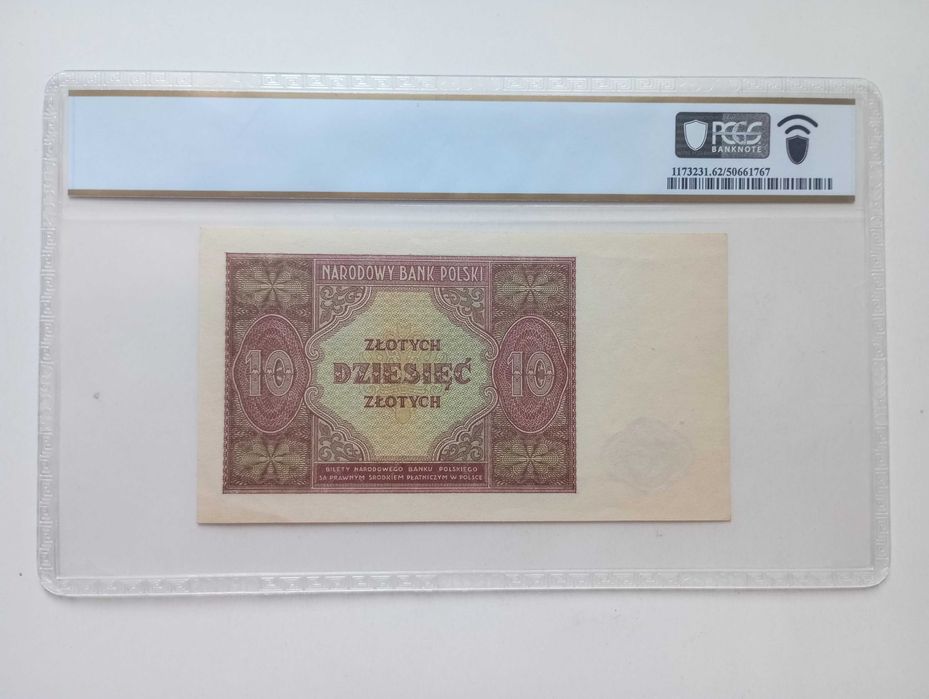 PCGS
BANKNOTE
1173231.62/50661767
NARODOWY BANK POLSKI
10
10
ZŁOTYCH
DZIESIĘĆ
ZŁOTYCH
BILETY NARODOWEGO BANKU POLSKIEGO
SĄ PRAWNYM ŚRODKIEM PŁATNICZYM W POLSCE